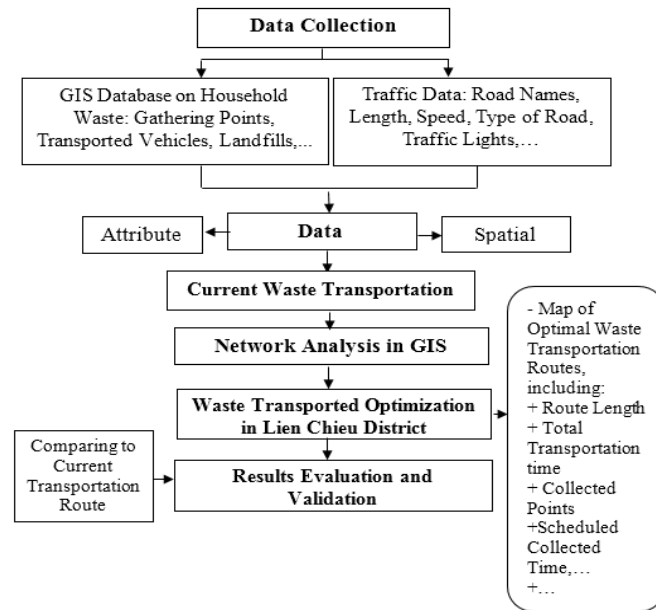 Data Collection
GIS Database on Household
Waste: Gathering Points,
Transported Vehicles, Landfills,...
Traffic Data: Road Names,
Length, Speed, Type of Road,
Traffic Lights,…
Attribute
Data
Spatial
Current Waste Transportation
Network Analysis in GIS
Waste Transported Optimization
in Lien Chieu District
Comparing to
Current
Transportation
Route
Results Evaluation and
Validation
- Map of
Optimal Waste
Transportation
Routes,
including:
+ Route Length
+ Total
Transportation
time
+ Collected
Points
+Scheduled
Collected
Time,…
+…